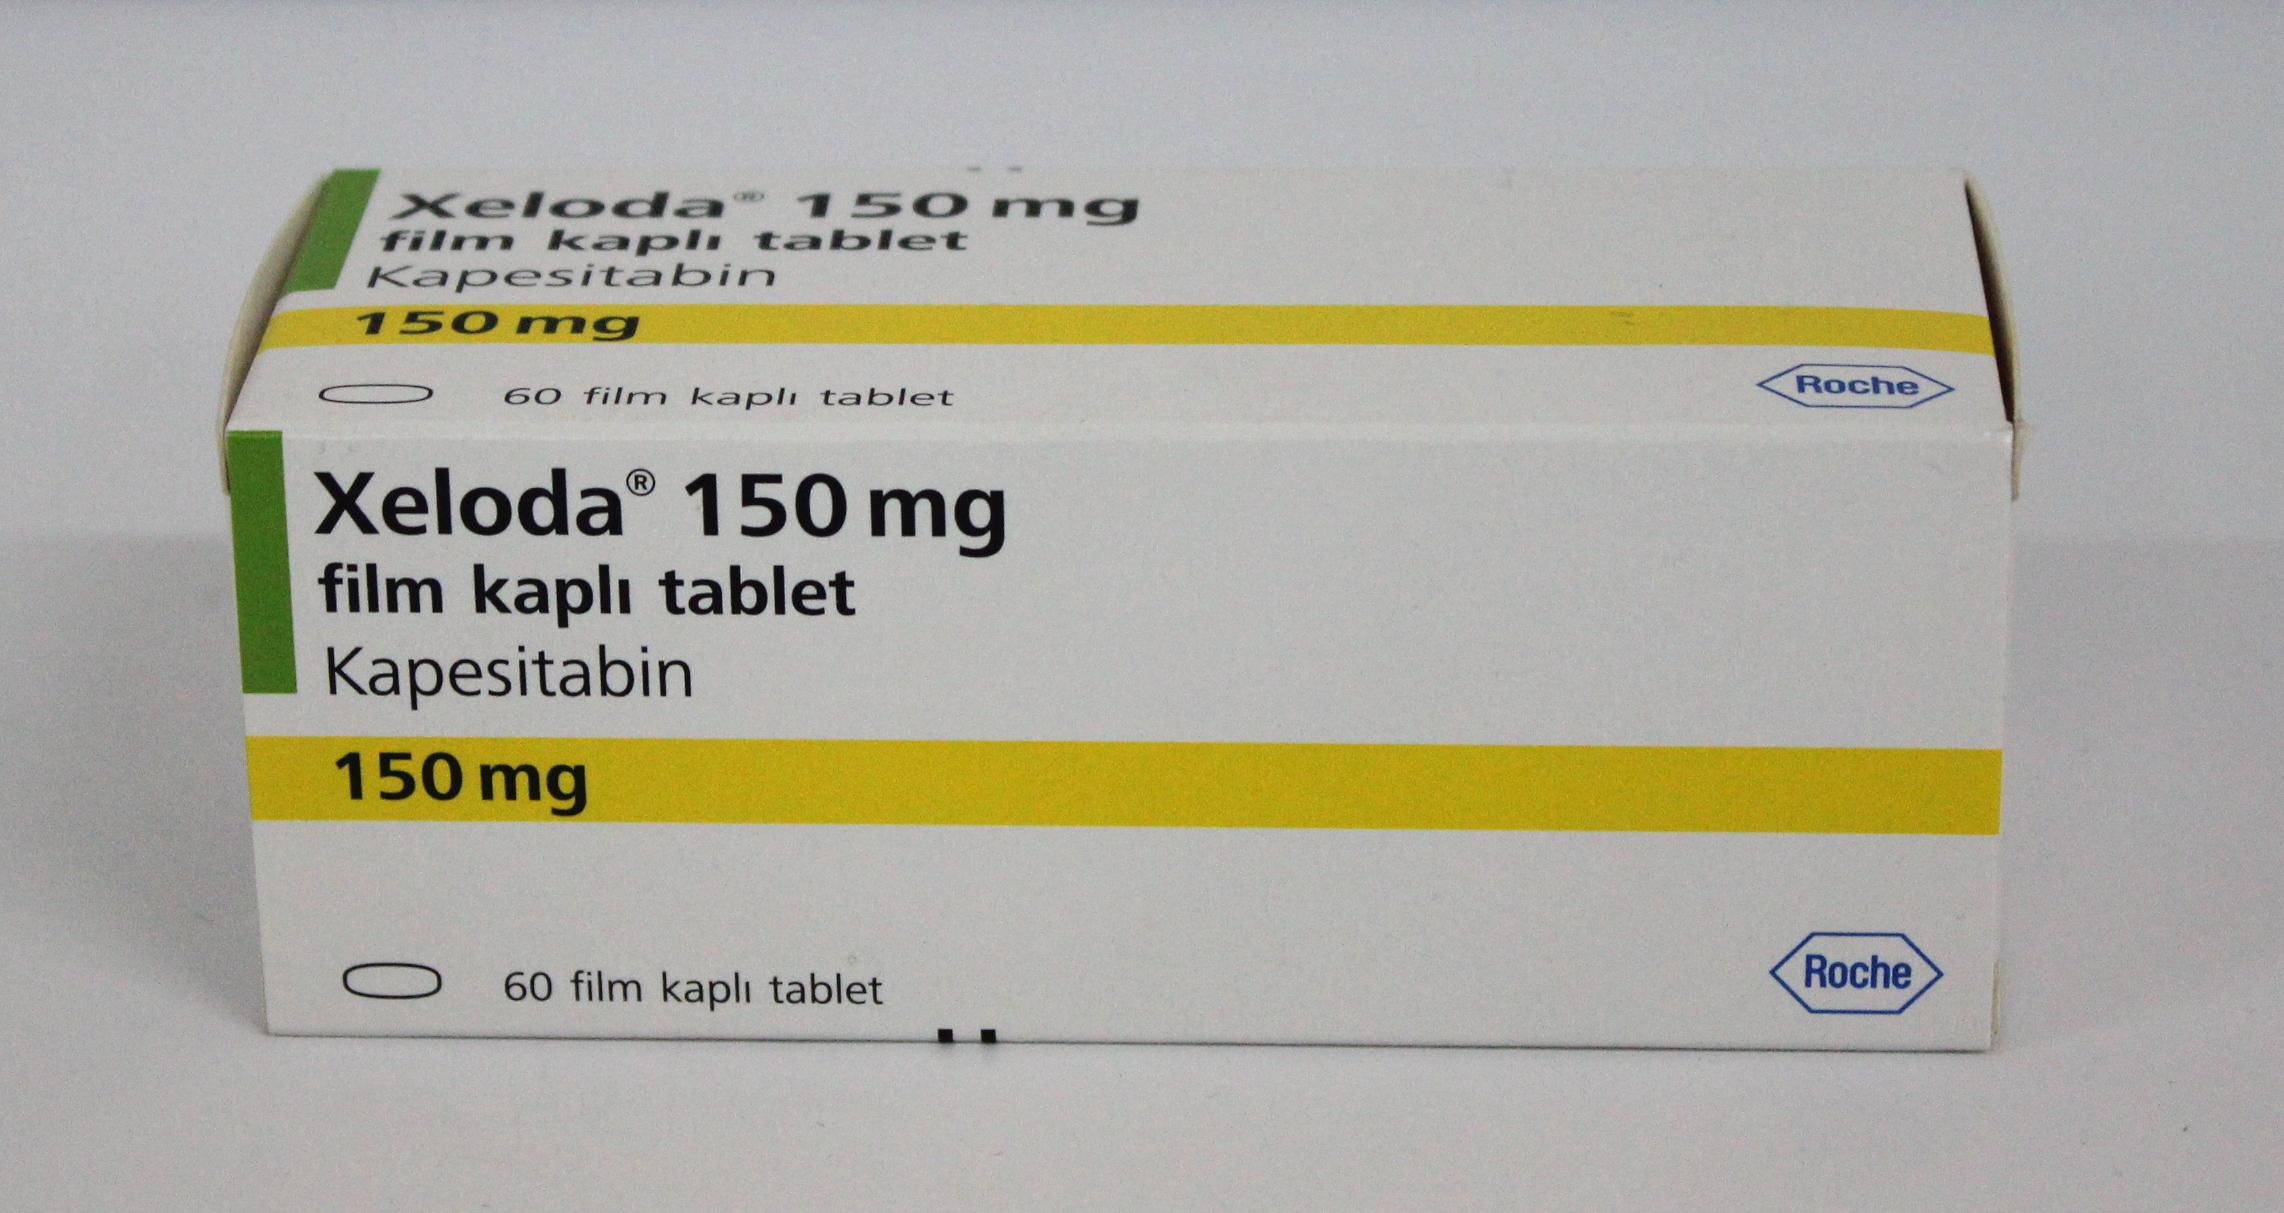 Xeloda® 150 mg
film kaplı tablet
Kapesitabin
150 mg
60 film kaplı tablet
Roche
Xeloda® 150 mg
film kaplı tablet
Kapesitabin
150 mg
60 film kaplı tablet
Roche